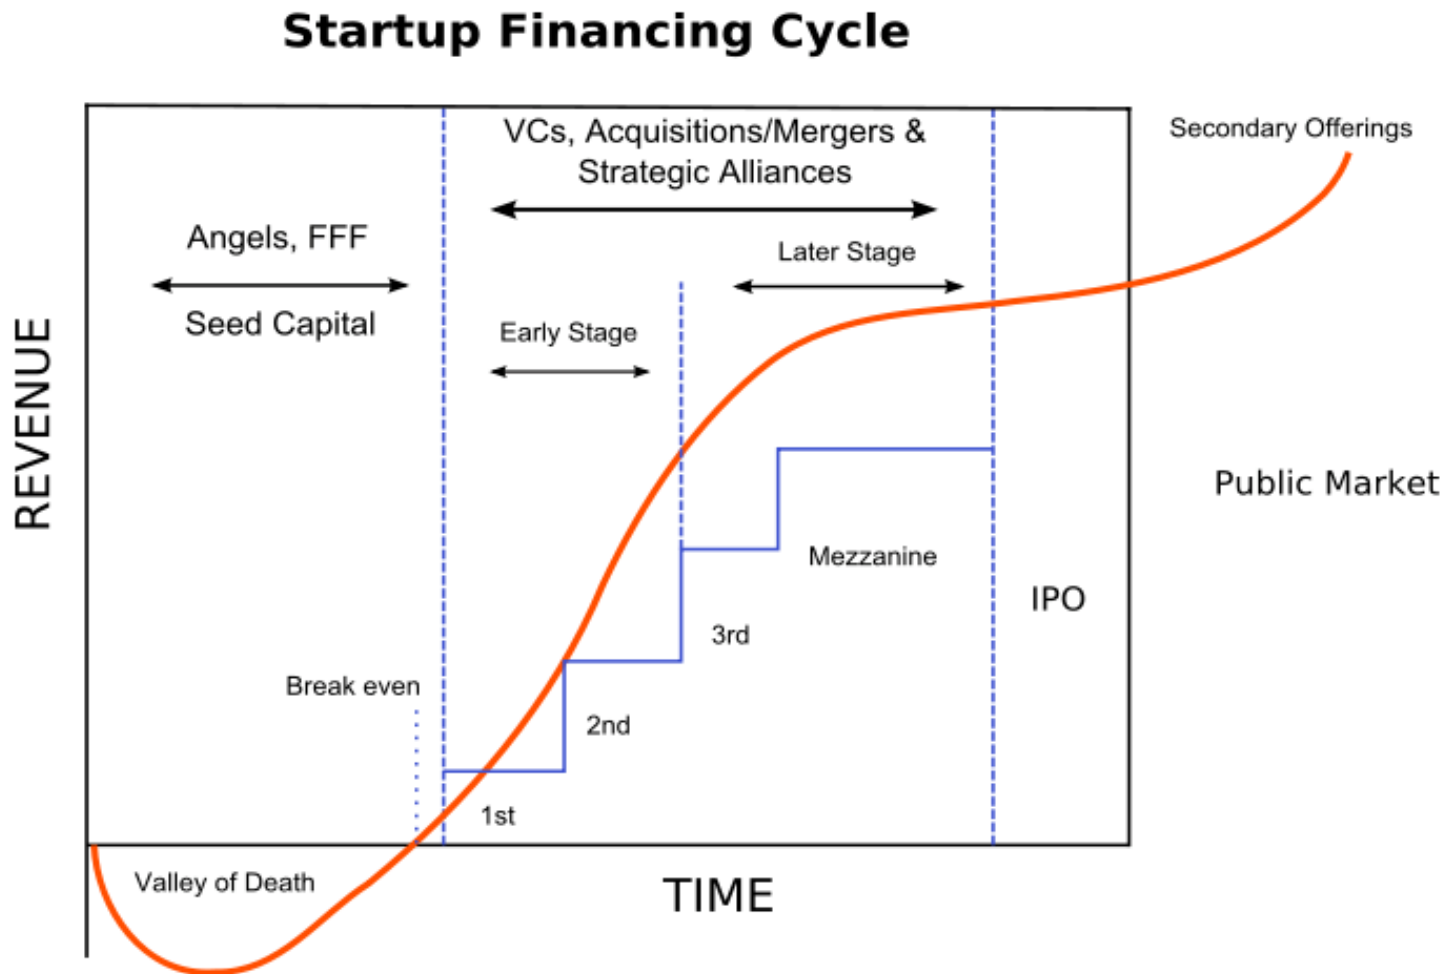 Startup Financing Cycle
VCs, Acquisitions/Mergers &
Strategic Alliances
Secondary Offerings
Angels, FFF
Later Stage
Seed Capital
Early Stage
REVENUE
Public Market
Mezzanine
IPO
3rd
Break even
2nd
1st
Valley of Death
TIME